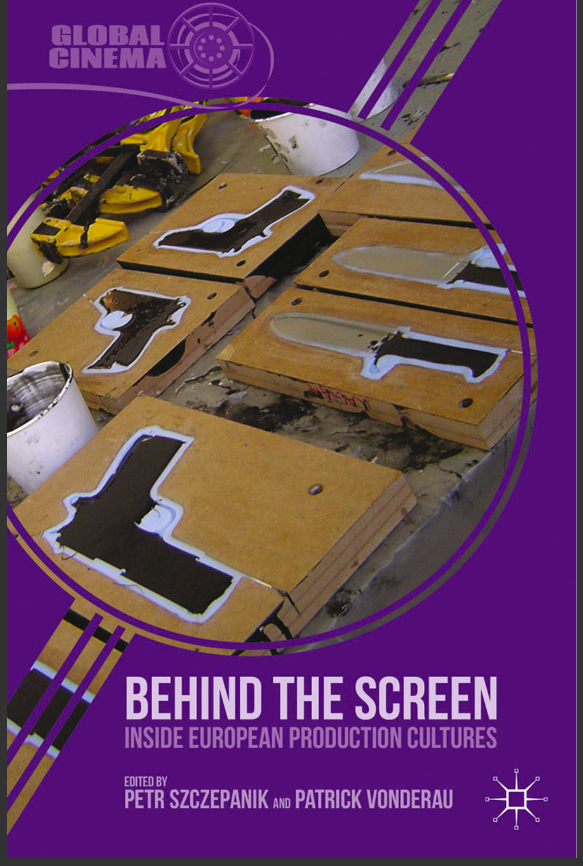 GLOBAL
CINEMA
BEHIND THE SCREEN
INSIDE EUROPEAN PRODUCTION CULTURES
EDITED BY
PETR SZCZEPANIK AND PATRICK VONDERAU